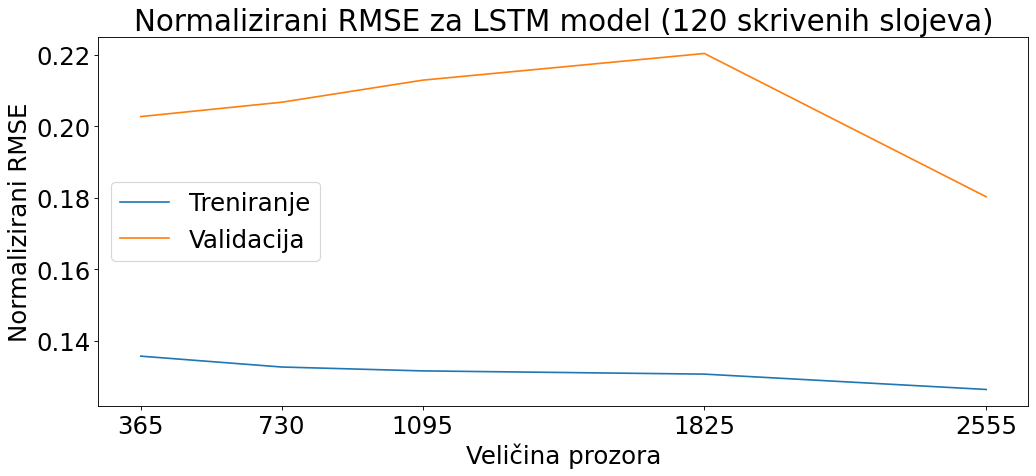 Normalizirani RMSE za LSTM model (120 skrivenih slojeva)
Normalizirani RMSE
0.22
0.20
0.18
0.16
0.14
Treniranje
Validacija
365 730 1095 1825 2555
Veličina prozora